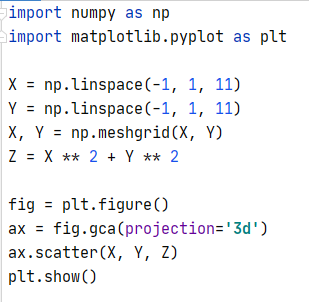 import numpy as np
import matplotlib.pyplot as plt
X = np.linspace(-1, 1, 11)
Y = np.linspace(-1, 1, 11)
X, Y = np.meshgrid(X, Y)
Z = X ** 2 + Y ** 2
fig = plt.figure()
ax = fig.gca(projection='3d')
ax.scatter(X, Y, Z)
plt.show()